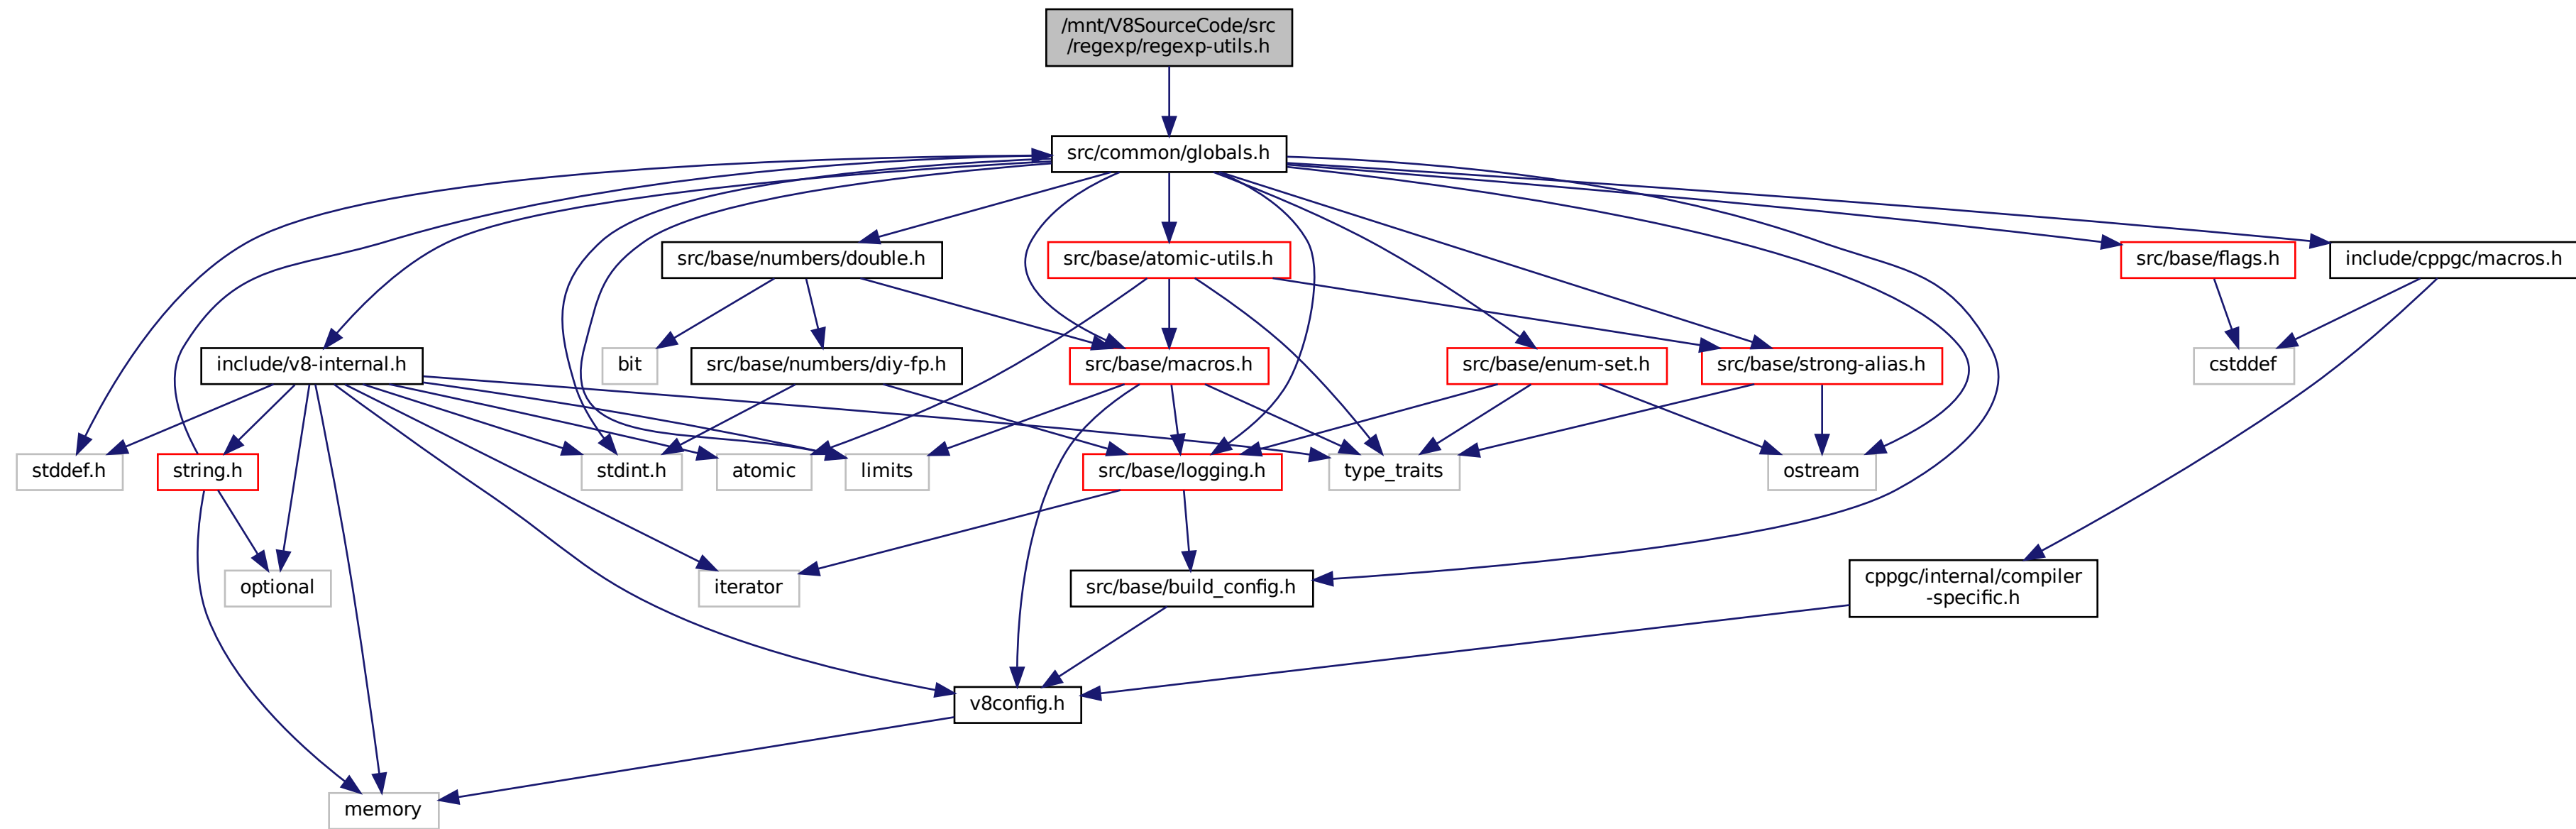 /mnt/V8SourceCode/src
/regexp/regexp-utils.h
src/common/globals.h
src/base/numbers/double.h
src/base/atomic-utils.h
src/base/flags.h
include/cppgc/macros.h
include/v8-internal.h
bit
src/base/numbers/diy-fp.h
src/base/macros.h
src/base/enum-set.h
src/base/strong-alias.h
cstddef
stddef.h
string.h
stdint.h
atomic
limits
src/base/logging.h
type_traits
ostream
optional
iterator
src/base/build_config.h
cppgc/internal/compiler
-specific.h
v8config.h
memory